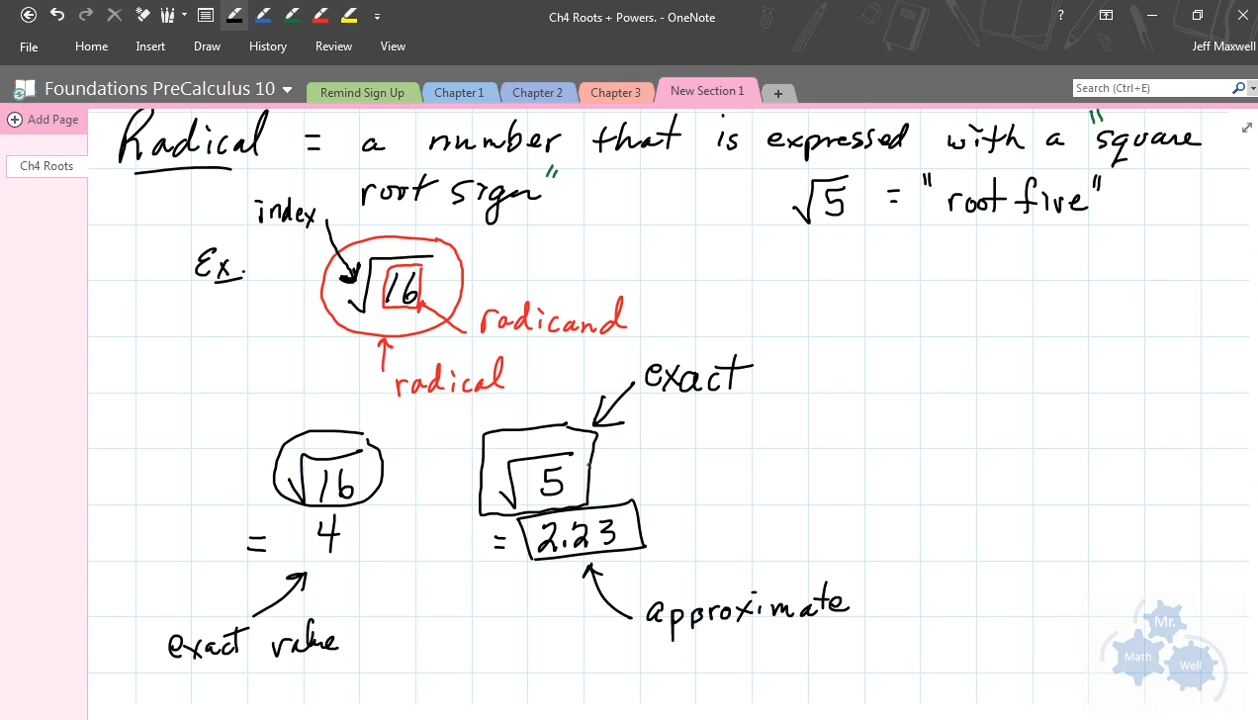 Ch4 Roots + Powers. - OneNote
?
File Home Insert Draw History Review View
Jeff Maxwell
Foundations PreCalculus 10
Remind Sign Up Chapter 1 Chapter 2 Chapter 3 New Section 1 +
Search (Ctrl+E)
Add Page
Ch4 Roots
Radical = a number that is expressed with a "square
root sign"
√5 = "root five"
index
Ex.
√16
radicand
radical
exact
√16
√5
= 4
= 2.23
exact value
approximate
Mr.
Math
Well